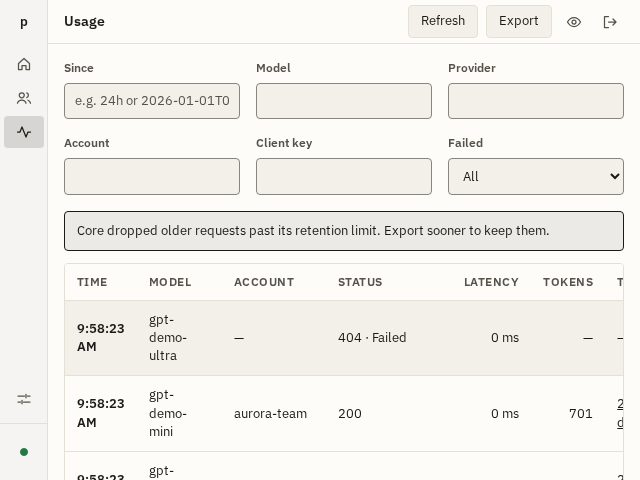 p
Usage
Refresh
Export
Since
Model
Provider
e.g. 24h or 2026-01-01T0
Account
Client key
Failed
All
Core dropped older requests past its retention limit. Export sooner to keep them.
TIME MODEL ACCOUNT STATUS LATENCY TOKENS T
9:58:23 AM gpt-demo-ultra — 404 · Failed 0 ms — –
9:58:23 AM gpt-demo-mini aurora-team 200 0 ms 701 2 d
9:58:23 gpt-